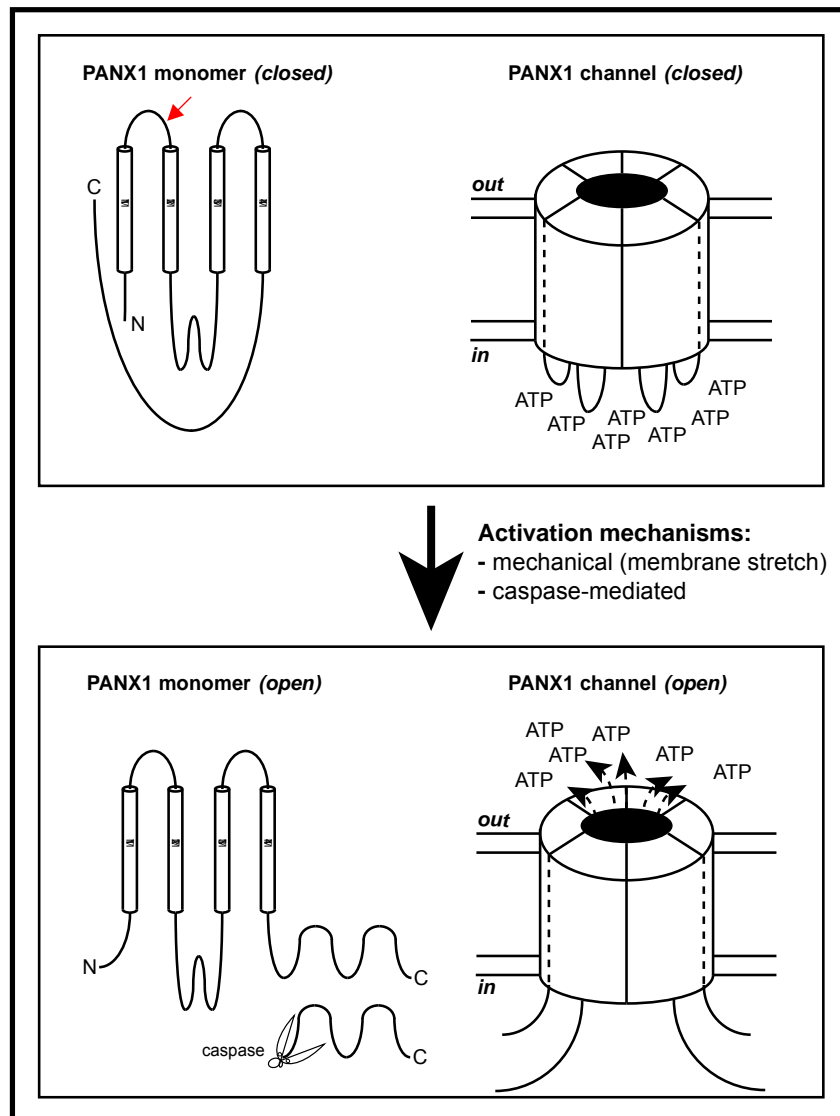 PANX1 monomer (closed)
PANX1 channel (closed)
C
N
out
in
ATP
ATP
ATP
ATP
ATP
ATP
ATP
Activation mechanisms:
- mechanical (membrane stretch)
- caspase-mediated
PANX1 monomer (open)
PANX1 channel (open)
ATP
ATP
ATP
ATP
ATP
ATP
out
in
N
C
caspase
C